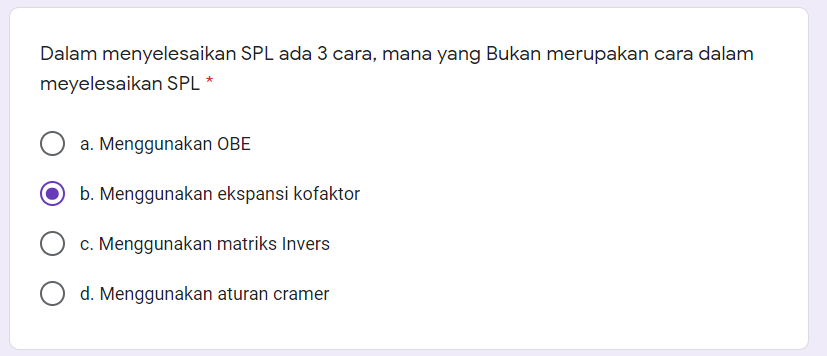 Dalam menyelesaikan SPL ada 3 cara, mana yang Bukan merupakan cara dalam
meyelesaikan SPL *
a. Menggunakan OBE
b. Menggunakan ekspansi kofaktor
c. Menggunakan matriks Invers
d. Menggunakan aturan cramer